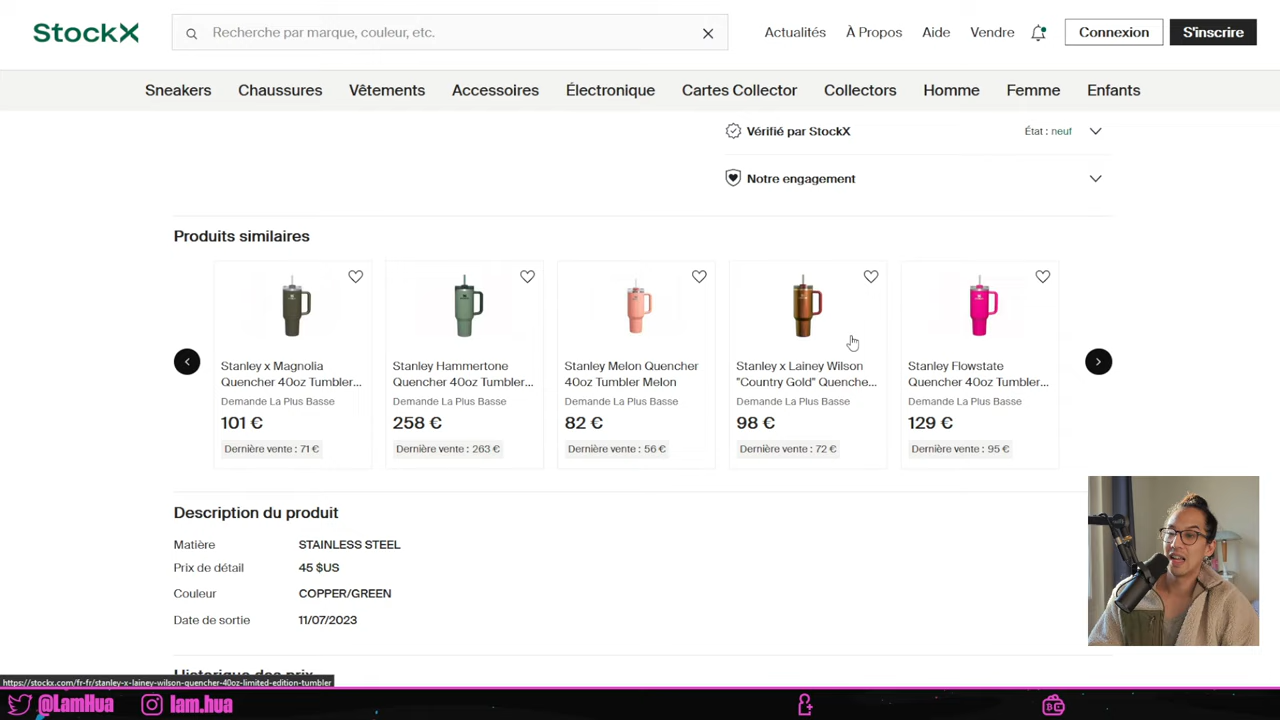 StockX
Recherche par marque, couleur, etc.
Actualités
À Propos
Aide
Vendre
Connexion
S'inscrire
Sneakers
Chaussures
Vêtements
Accessoires
Électronique
Cartes Collector
Collectors
Homme
Femme
Enfants
Vérifié par StockX
État : neuf
Notre engagement
Produits similaires
Stanley x Magnolia
Quencher 40oz Tumbler...
Demande La Plus Basse
101 €
Dernière vente : 71 €
Stanley Hammertone
Quencher 40oz Tumbler...
Demande La Plus Basse
258 €
Dernière vente : 263 €
Stanley Melon Quencher
40oz Tumbler Melon
Demande La Plus Basse
82 €
Dernière vente : 56 €
Stanley x Lainey Wilson
"Country Gold" Quenche...
Demande La Plus Basse
98 €
Dernière vente : 72 €
Stanley Flowstate
Quencher 40oz Tumbler...
Demande La Plus Basse
129 €
Dernière vente : 95 €
Description du produit
Matière
STAINLESS STEEL
Prix de détail
45 $US
Couleur
COPPER/GREEN
Date de sortie
11/07/2023
Historique des prix
https://stockx.com/fr-fr/stanley-x-lainey-wilson-quencher-40oz-limited-edition-tumbler
@LamHua
lam.hua